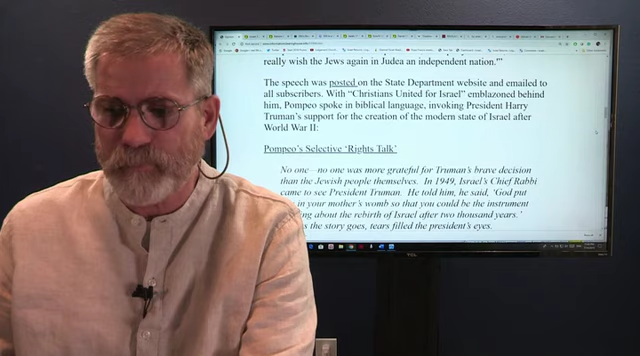 really wish the Jews again in Judea an independent nation.'"
The speech was posted on the State Department website and emailed to
all subscribers. With "Christians United for Israel" emblazoned behind
him, Pompeo spoke in biblical language, invoking President Harry
Truman's support for the creation of the modern state of Israel after
World War II:
Pompeo's Selective 'Rights Talk'
No one—no one was more grateful for Truman's brave decision
than the Jewish people themselves. In 1949, Israel's Chief Rabbi
came to see President Truman. He told him, he said, 'God put
in your mother's womb so that you could be the instrument
about the rebirth of Israel after two thousand years.'
the story goes, tears filled the president's eyes.
TCL